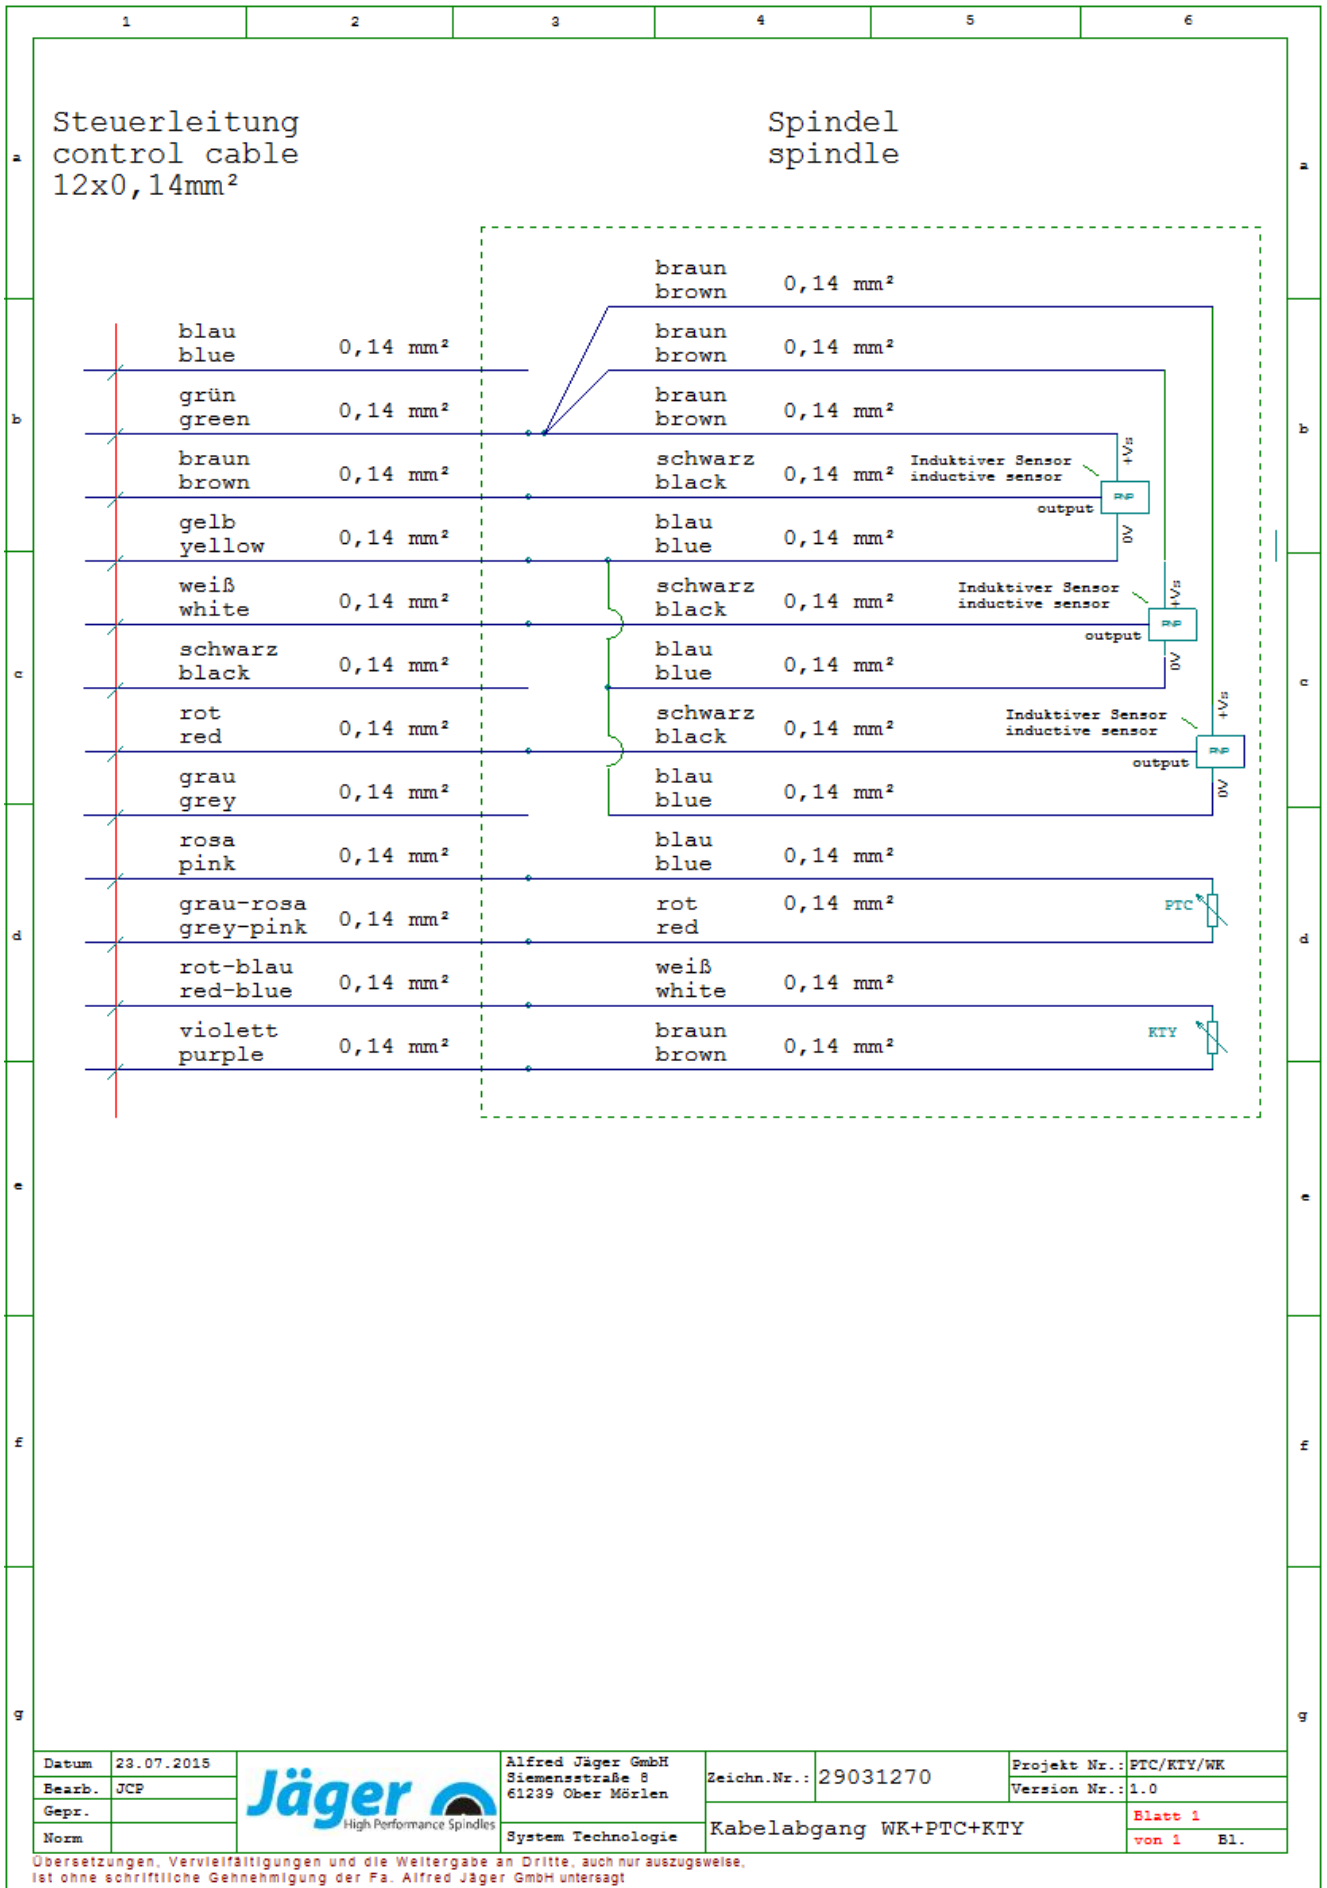 1 2 3 4 5 6
Steuerleitung
control cable
12x0,14mm²
Spindel
spindle
a a
b b
c c
d d
e e
f f
g g
braun
brown 0,14 mm²
blau
blue 0,14 mm²
braun
brown 0,14 mm²
grün
green 0,14 mm²
braun
brown 0,14 mm²
braun
brown 0,14 mm²
schwarz
black 0,14 mm²
Induktiver Sensor
inductive sensor
+Vs
PNP
output
0V
gelb
yellow 0,14 mm²
blau
blue 0,14 mm²
weiß
white 0,14 mm²
schwarz
black 0,14 mm²
Induktiver Sensor
inductive sensor
+Vs
PNP
output
0V
schwarz
black 0,14 mm²
blau
blue 0,14 mm²
rot
red 0,14 mm²
schwarz
black 0,14 mm²
Induktiver Sensor
inductive sensor
+Vs
PNP
output
0V
grau
grey 0,14 mm²
blau
blue 0,14 mm²
rosa
pink 0,14 mm²
blau
blue 0,14 mm²
grau-rosa
grey-pink 0,14 mm²
rot
red 0,14 mm²
PTC
rot-blau
red-blue 0,14 mm²
weiß
white 0,14 mm²
violett
purple 0,14 mm²
braun
brown 0,14 mm²
KTY
Datum 23.07.2015
Bearb. JCP
Gepr.
Norm
Jäger
High Performance Spindles
Alfred Jäger GmbH
Siemensstraße 8
61239 Ober Mörlen
System Technologie
Zeichn.Nr.: 29031270
Kabelabgang WK+PTC+KTY
Projekt Nr.: PTC/KTY/WK
Version Nr.: 1.0
Blatt 1
von 1 Bl.
Übersetzungen, Vervielfältigungen und die Weitergabe an Dritte, auch nur auszugsweise,
ist ohne schriftliche Gehnehmigung der Fa. Alfred Jäger GmbH untersagt